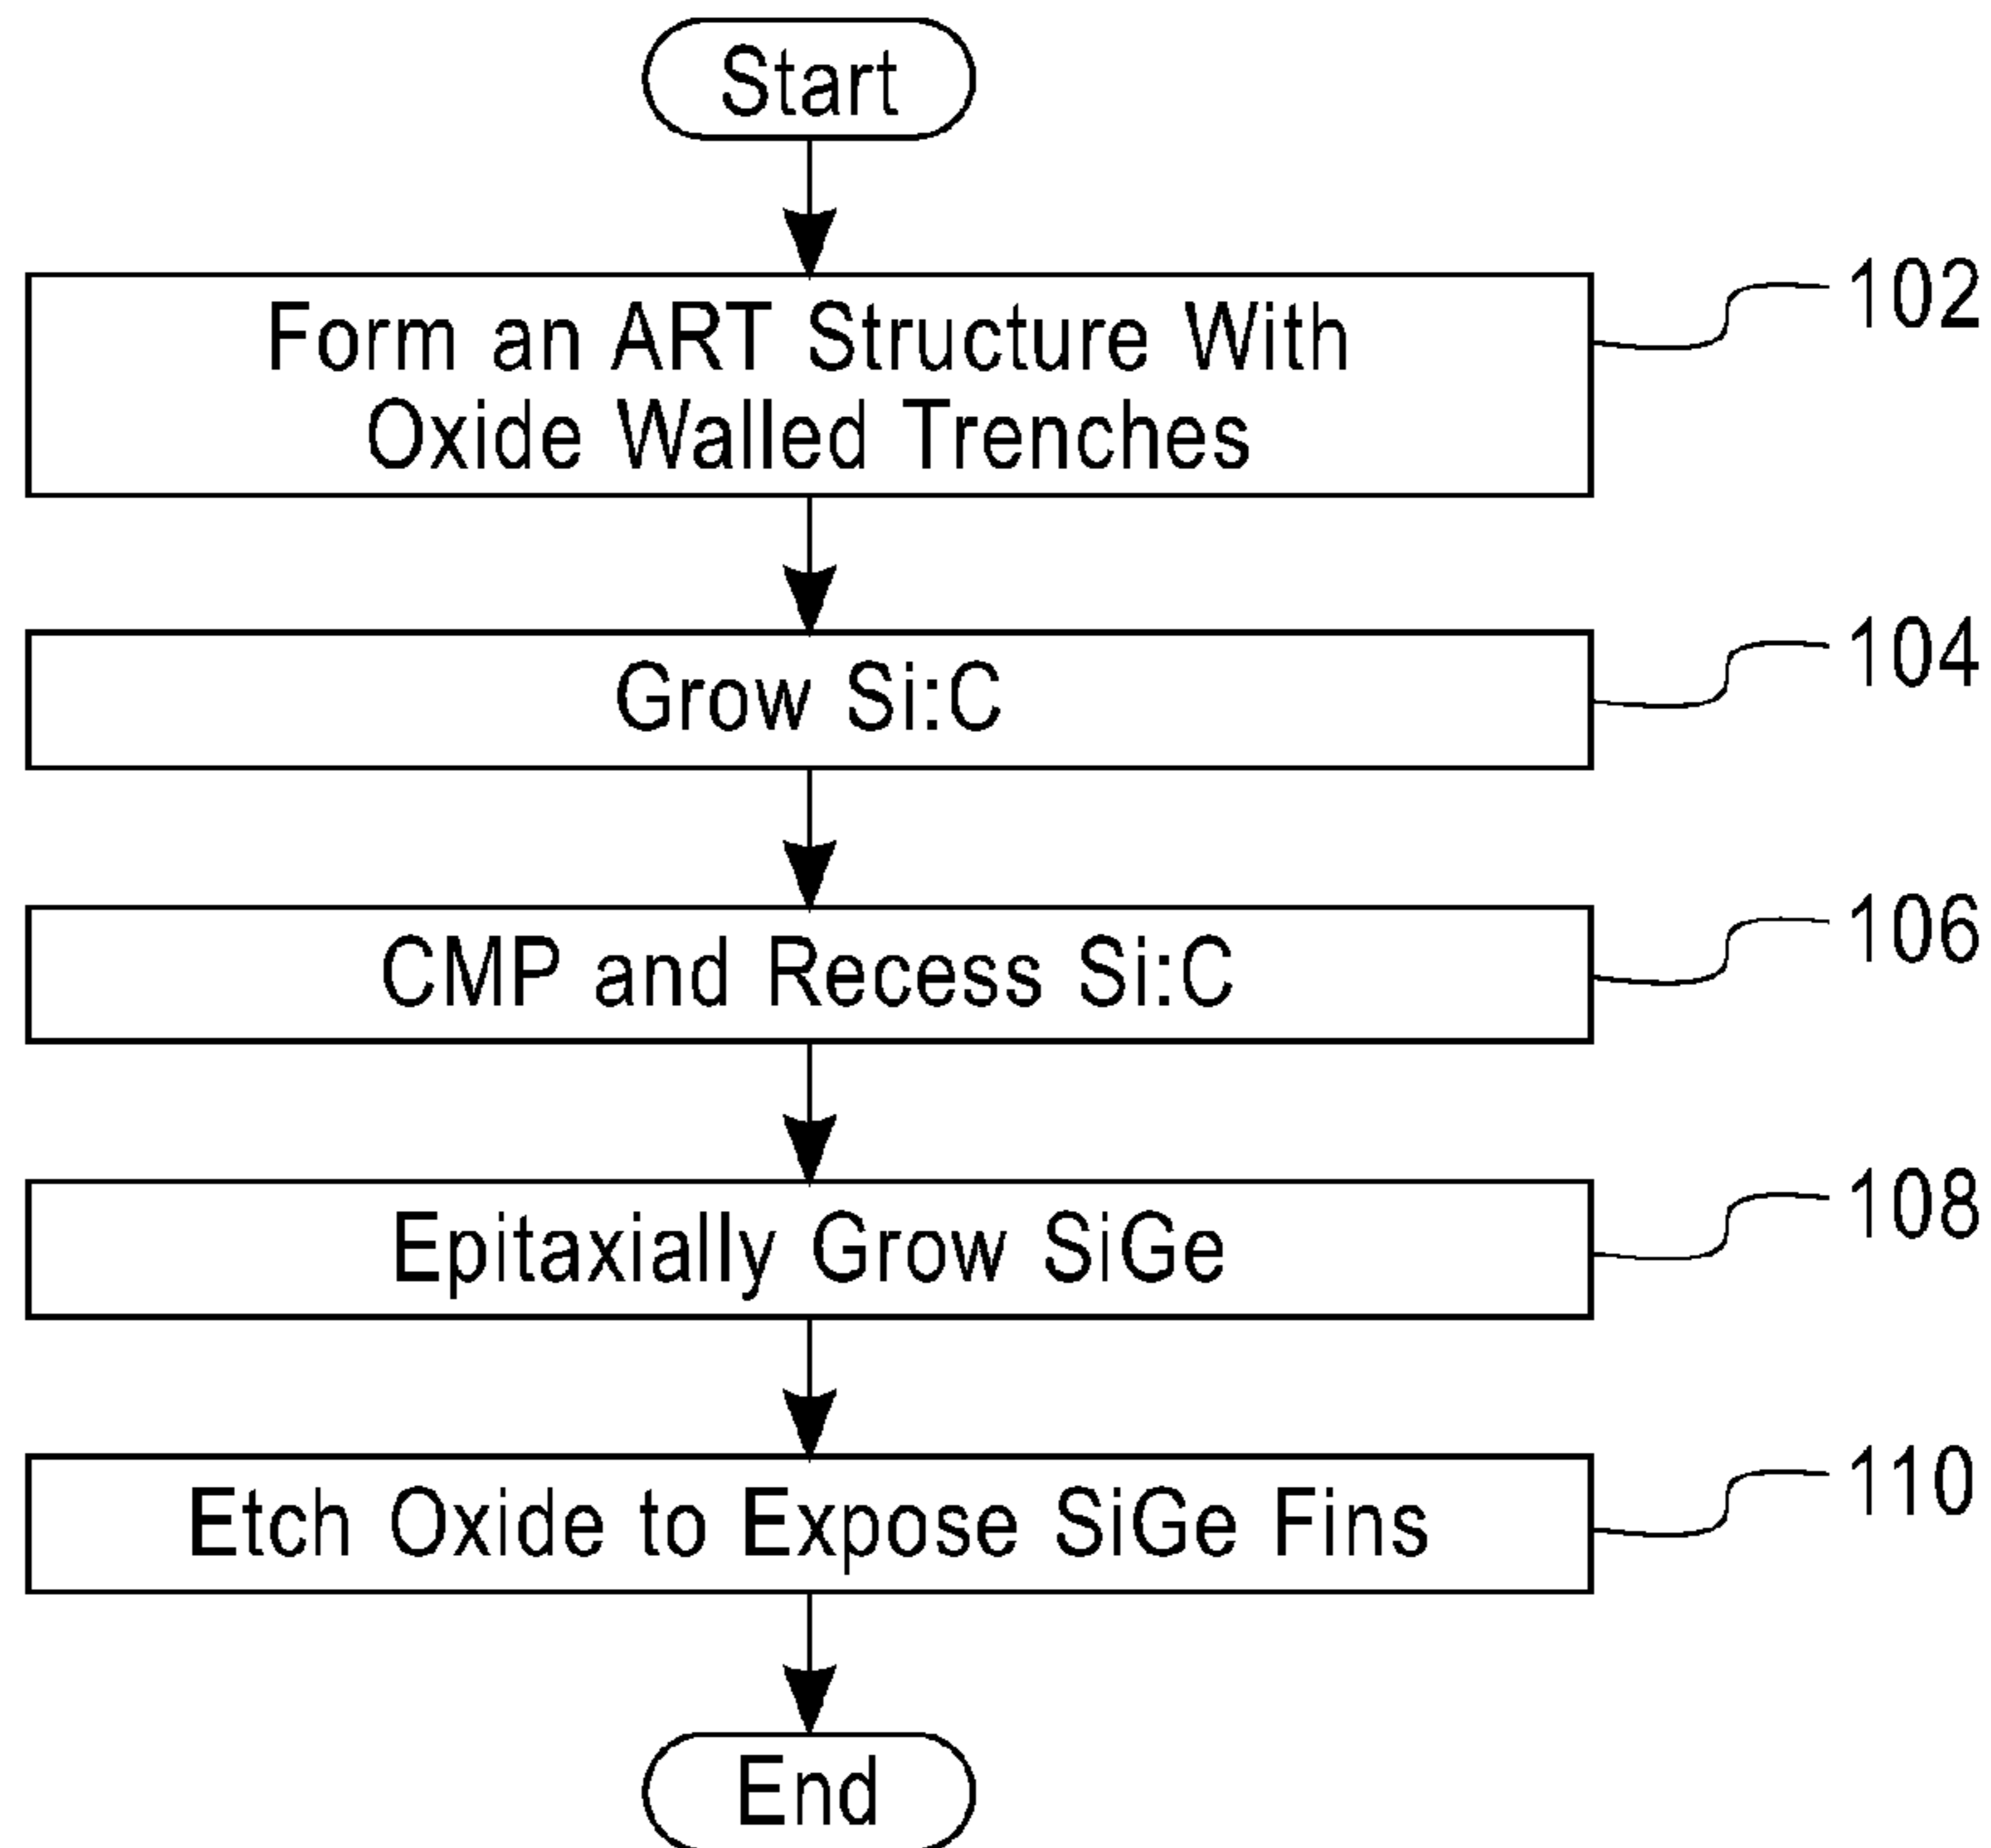 Start
Form an ART Structure With
Oxide Walled Trenches
102
Grow Si:C
104
CMP and Recess Si:C
106
Epitaxially Grow SiGe
108
Etch Oxide to Expose SiGe Fins
110
End